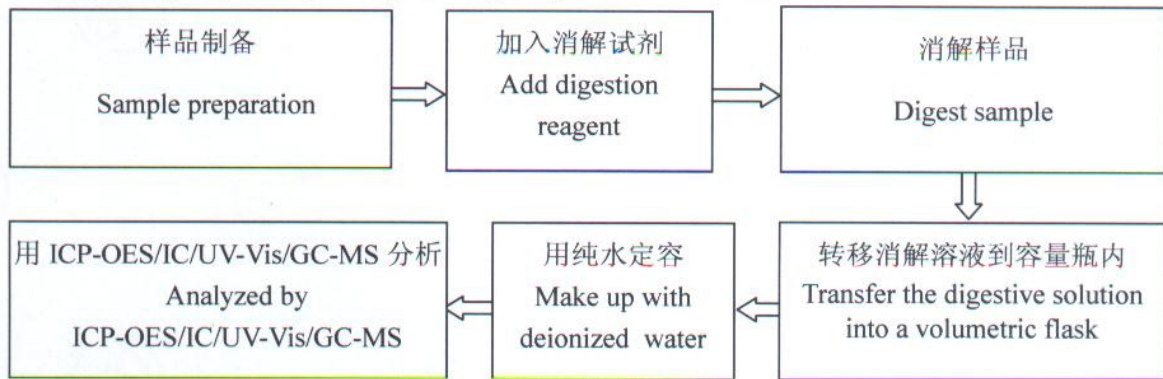 样品制备
Sample preparation
加入消解试剂
Add digestion
reagent
消解样品
Digest sample
转移消解溶液到容量瓶内
Transfer the digestive solution
into a volumetric flask
用纯水定容
Make up with
deionized water
用 ICP-OES/IC/UV-Vis/GC-MS 分析
Analyzed by
ICP-OES/IC/UV-Vis/GC-MS